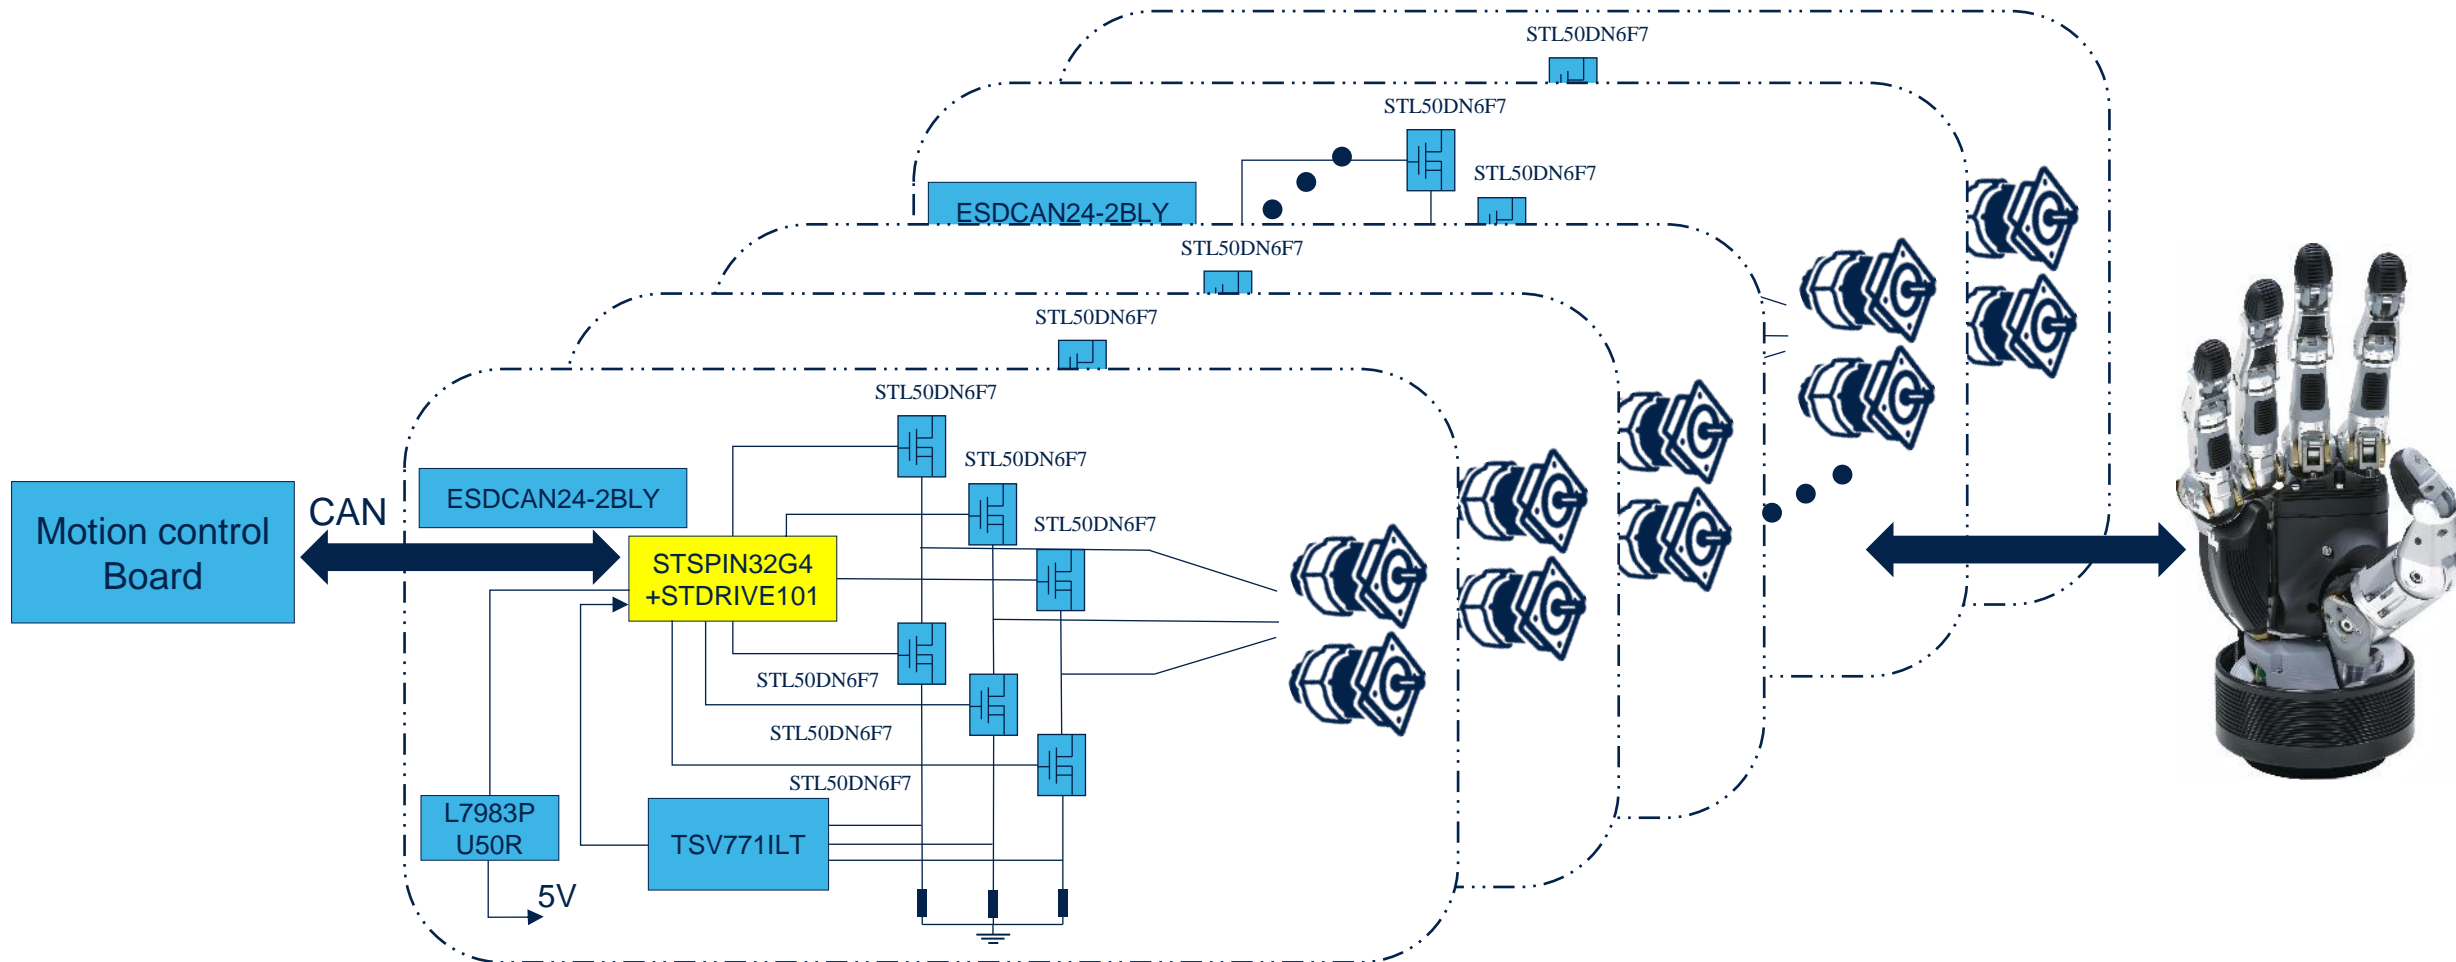 STL50DN6F7
STL50DN6F7
STL50DN6F7
ESDCAN24-2BLY
STL50DN6F7
STL50DN6F7
STL50DN6F7
STL50DN6F7
STL50DN6F7
ESDCAN24-2BLY
CAN
Motion control
Board
STSPIN32G4
+STDRIVE101
STL50DN6F7
STL50DN6F7
STL50DN6F7
L7983P
U50R
TSV771ILT
5V